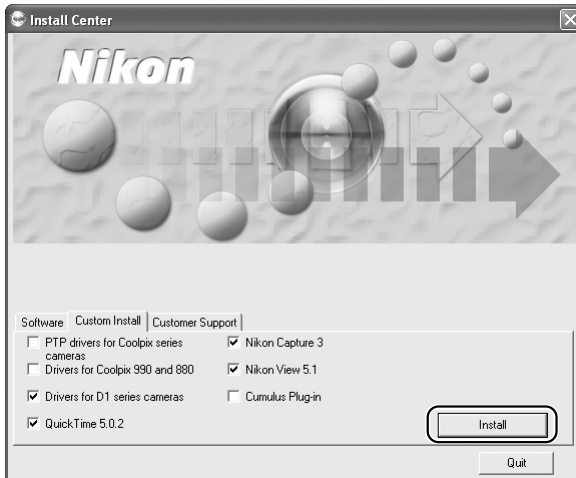 Install Center
Nikon
Software
Custom Install
Customer Support
PTP drivers for Coolpix series
cameras
Drivers for Coolpix 990 and 880
Drivers for D1 series cameras
QuickTime 5.0.2
Nikon Capture 3
Nikon View 5.1
Cumulus Plug-in
Install
Quit